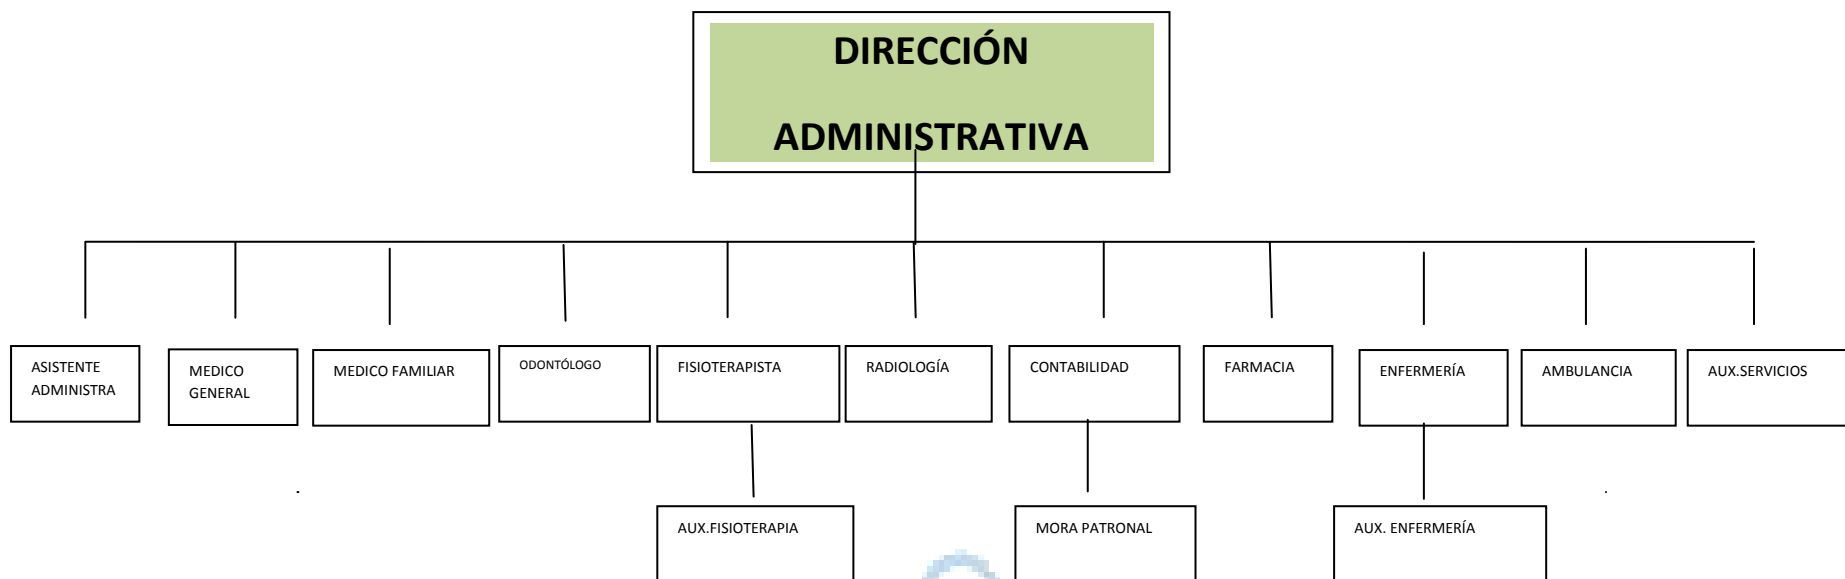 DIRECCIÓN
ADMINISTRATIVA
ASISTENTE
ADMINISTRA
MEDICO
GENERAL
MEDICO FAMILIAR
ODONTÓLOGO
FISIOTERAPISTA
RADIOLOGÍA
CONTABILIDAD
FARMACIA
ENFERMERÍA
AMBULANCIA
AUX.SERVICIOS
AUX.FISIOTERAPIA
MORA PATRONAL
AUX. ENFERMERÍA